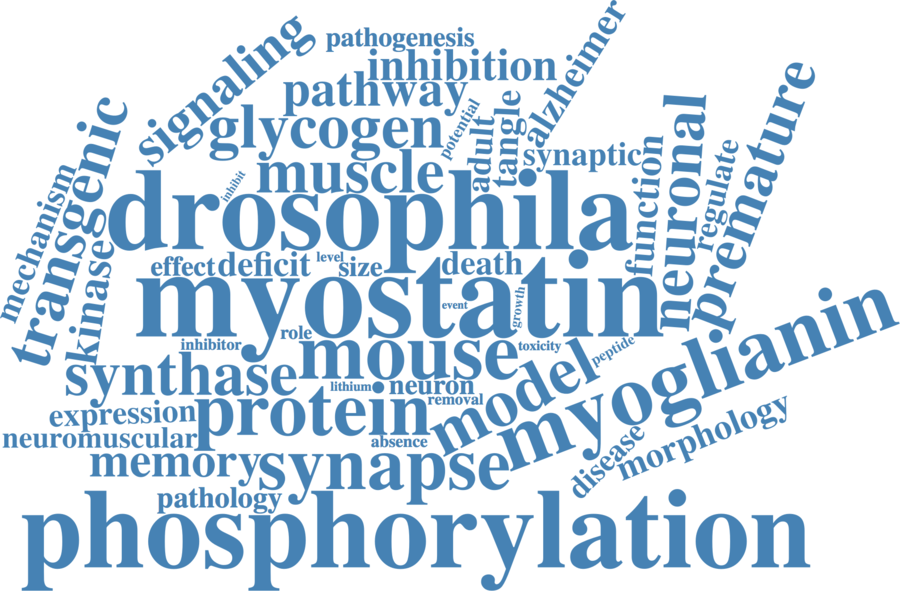 pathogenesis
signaling
inhibition
alzheimer
pathway
glycogen
potential
adult
tangle
synaptic
transgenic
mechanism
kinase
inhibit
muscle
drosophila
function
neuronal
regulate
premature
effect
deficit
level
size
death
myostatin
event
growth
role
inhibitor
mouse
toxicity
peptide
synthase
lithium
neuron
removal
model
myoglianin
expression
protein
neuromuscular
absence
memory
synapse
disease
morphology
pathology
phosphorylation